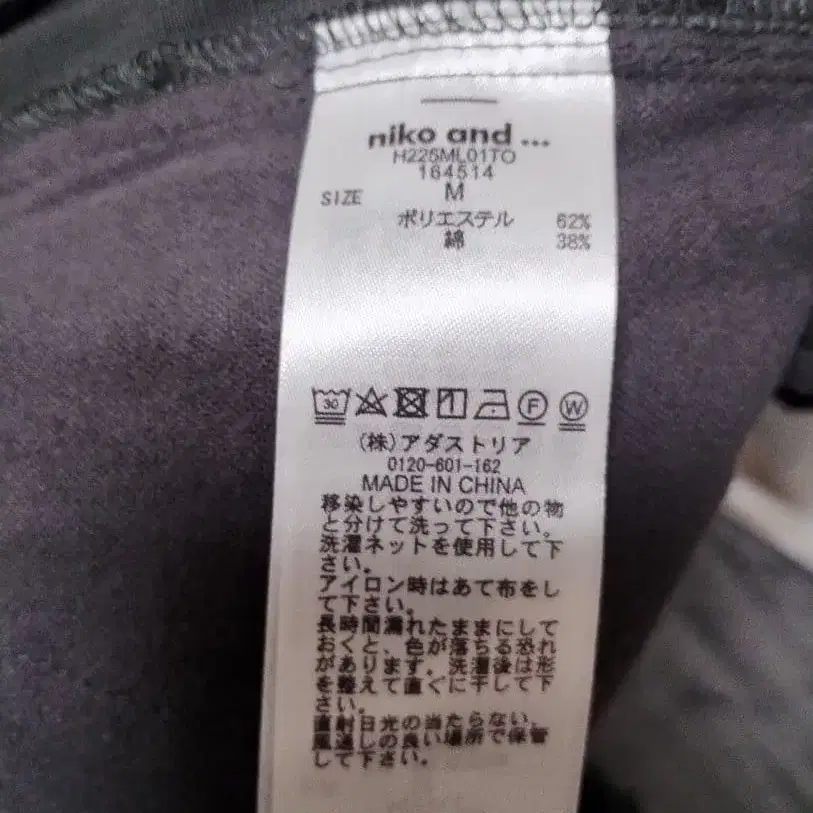 niko and ...
H225ML01TO
164514
SIZE M
ポリエステル 62%
綿 38%
30 F W
(株)アダストリア
0120-601-162
MADE IN CHINA
移染しやすいので他の物
と分けて洗って下さい。
洗濯ネットを使用して下
さい。
アイロン時はあて布をし
て下さい。
長時間濡れたままにして
おくと、色が落ちる恐れ
があります。洗濯後は形
を整えて直ぐに干して下
さい。
直射日光の当たらない、
風通しの良い場所で保管
して下さい。